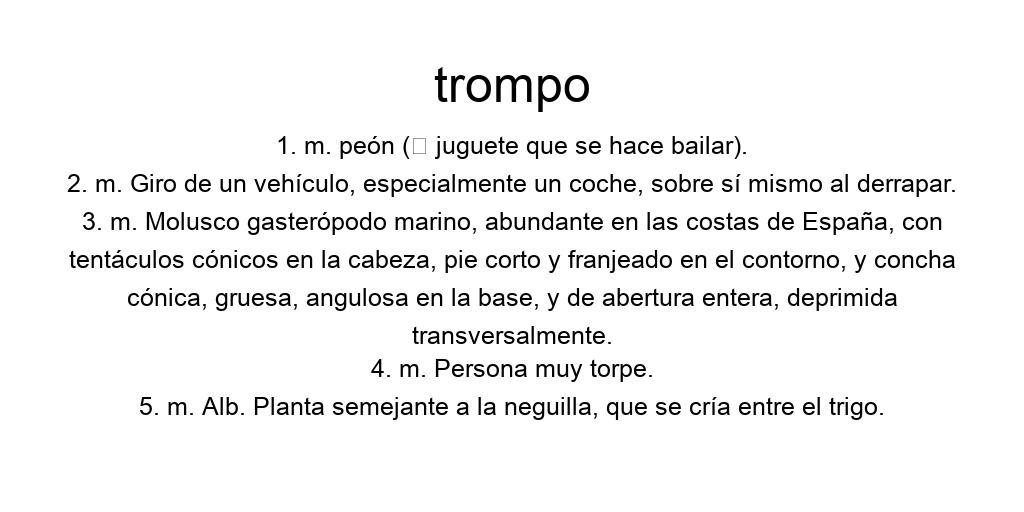 trompo
1. m. peón (▯ juguete que se hace bailar).
2. m. Giro de un vehículo, especialmente un coche, sobre sí mismo al derrapar.
3. m. Molusco gasterópodo marino, abundante en las costas de España, con
tentáculos cónicos en la cabeza, pie corto y franjeado en el contorno, y concha
cónica, gruesa, angulosa en la base, y de abertura entera, deprimida
transversalmente.
4. m. Persona muy torpe.
5. m. Alb. Planta semejante a la neguilla, que se cría entre el trigo.